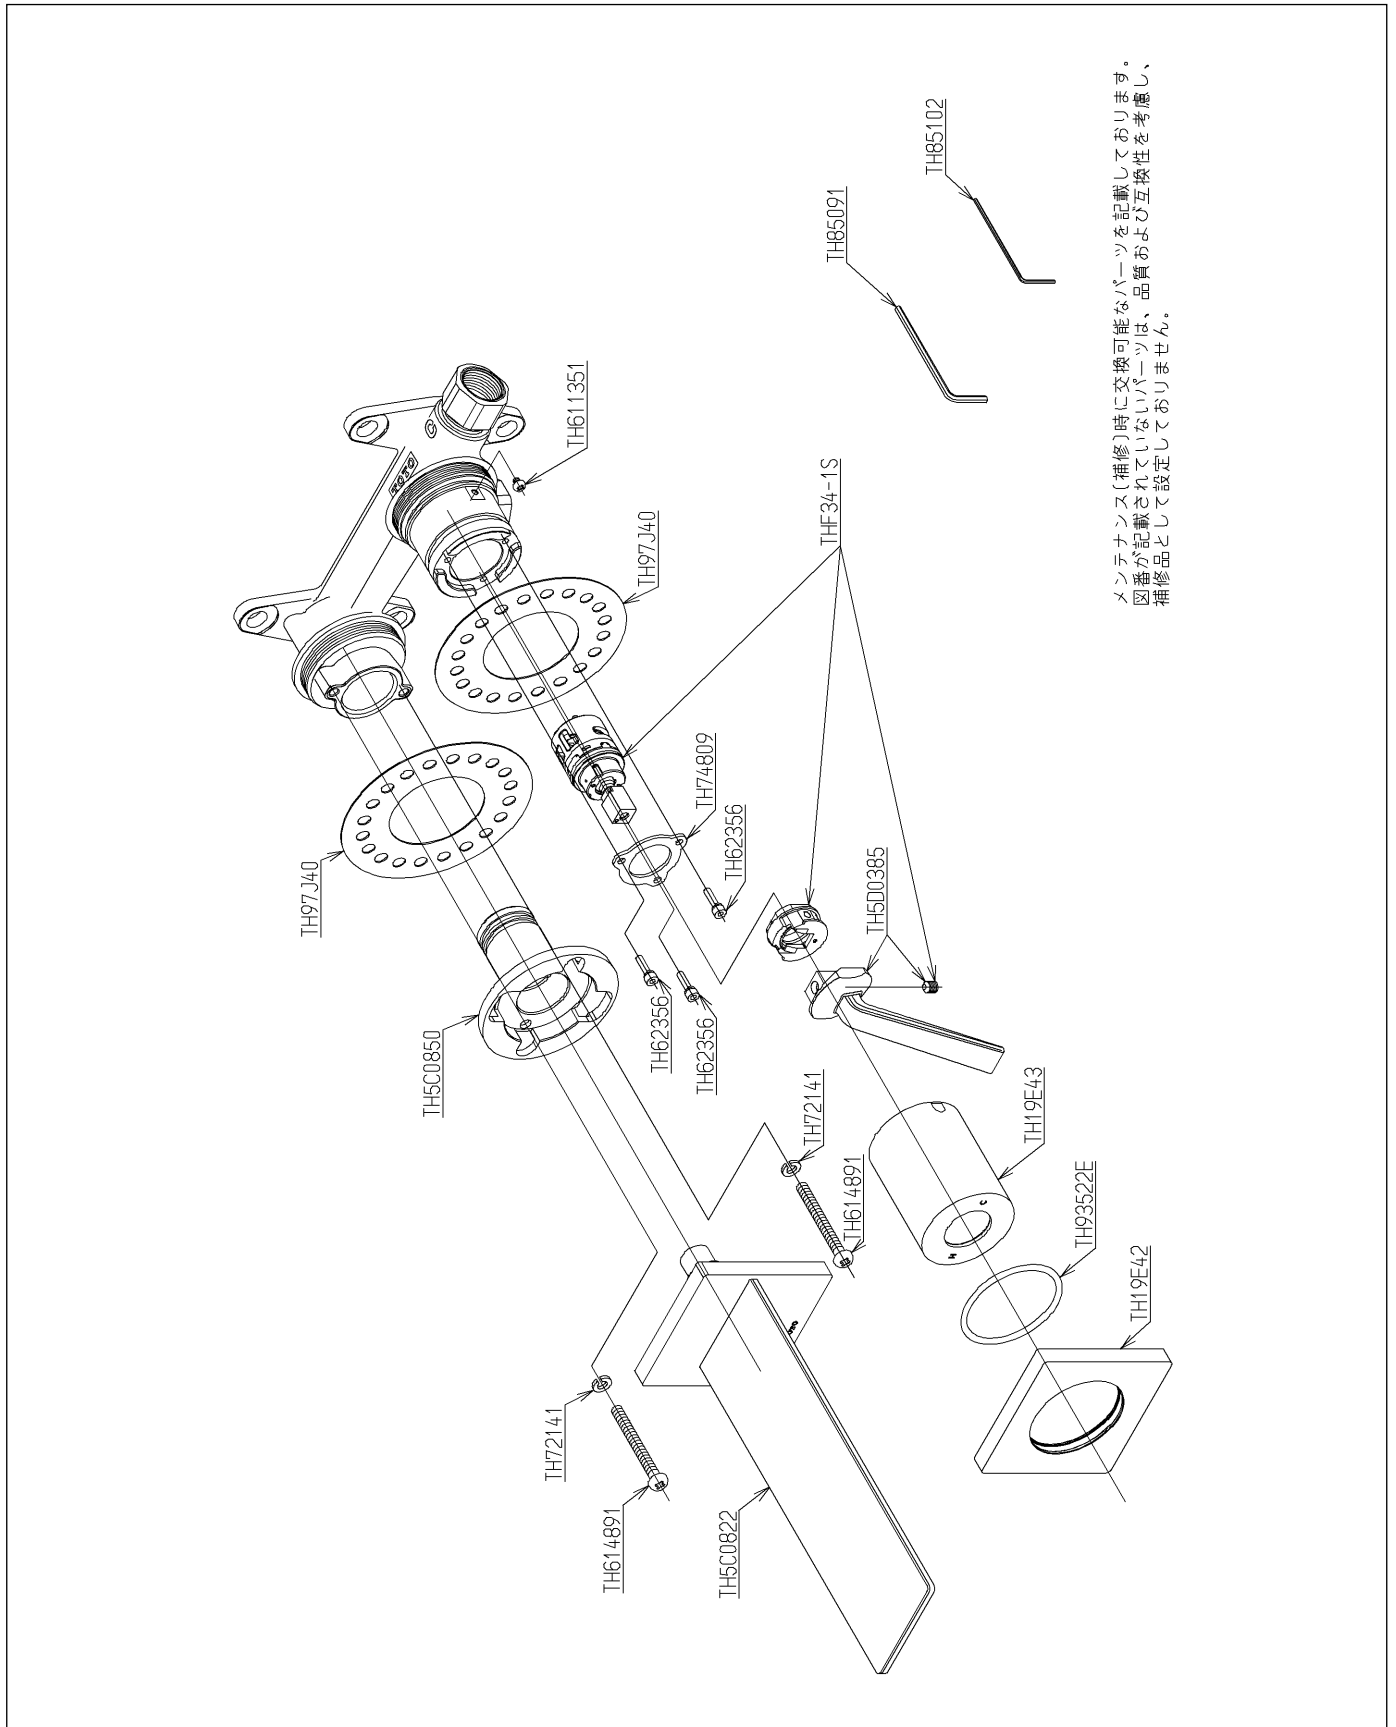 TH85102
TH85091
TH611351
THF34-1S
TH97J40
TH97J40
TH74809
TH62356
TH62356
TH62356
TH5D0385
TH5C0850
TH72141
TH72141
TH614891
TH614891
TH19E43
TH93522E
TH19E42
TH5C0822
TOTO
TOTO
C
H
C
メンテナンス(補修)時に交換可能なパーツを記載しております。
図番が記載されていないパーツは、品質および互換性を考慮し、
補修品として設定しておりません。